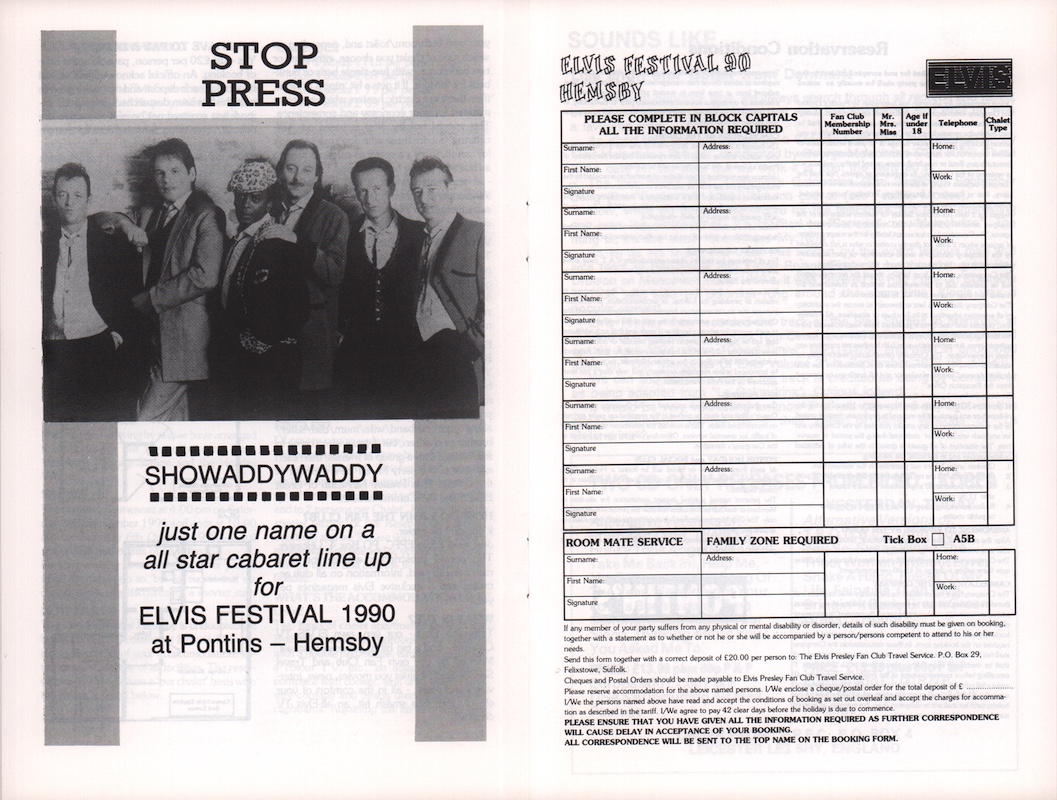 STOP
PRESS
SHOWADDYWADDY
just one name on a
all star cabaret line up
for
ELVIS FESTIVAL 1990
at Pontins – Hemsby
SOUNDS LIKE
Reservation Conditions
ELVIS FESTIVAL 90
HEMSBY
ELVIS
PLEASE COMPLETE IN BLOCK CAPITALS
ALL THE INFORMATION REQUIRED
Fan Club
Membership
Number
Mr.
Mrs.
Miss
Age if
under
18
Telephone
Chalet
Type
Surname:
Address:
Home:
First Name:
Work:
Signature
Surname:
Address:
Home:
First Name:
Work:
Signature
Surname:
Address:
Home:
First Name:
Work:
Signature
Surname:
Address:
Home:
First Name:
Work:
Signature
Surname:
Address:
Home:
First Name:
Work:
Signature
Surname:
Address:
Home:
First Name:
Work:
Signature
ROOM MATE SERVICE
FAMILY ZONE REQUIRED Tick Box A5B
Surname:
Address:
Home:
First Name:
Work:
Signature
If any member of your party suffers from any physical or mental disability or disorder, details of such disability must be given on booking,
together with a statement as to whether or not he or she will be accompanied by a person/persons competent to attend to his or her
needs.
Send this form together with a correct deposit of £20.00 per person to: The Elvis Presley Fan Club Travel Service. P.O. Box 29,
Felixstowe, Suffolk.
Cheques and Postal Orders should be made payable to Elvis Presley Fan Club Travel Service.
Please reserve accommodation for the above named persons. I/We enclose a cheque/postal order for the total deposit of £ ....................
I/We the persons named above have read and accept the conditions of booking as set out overleaf and accept the charges for accomma-
tion as described in the tariff. I/We agree to pay 42 clear days before the holiday is due to commence.
PLEASE ENSURE THAT YOU HAVE GIVEN ALL THE INFORMATION REQUIRED AS FURTHER CORRESPONDENCE
WILL CAUSE DELAY IN ACCEPTANCE OF YOUR BOOKING.
ALL CORRESPONDENCE WILL BE SENT TO THE TOP NAME ON THE BOOKING FORM.